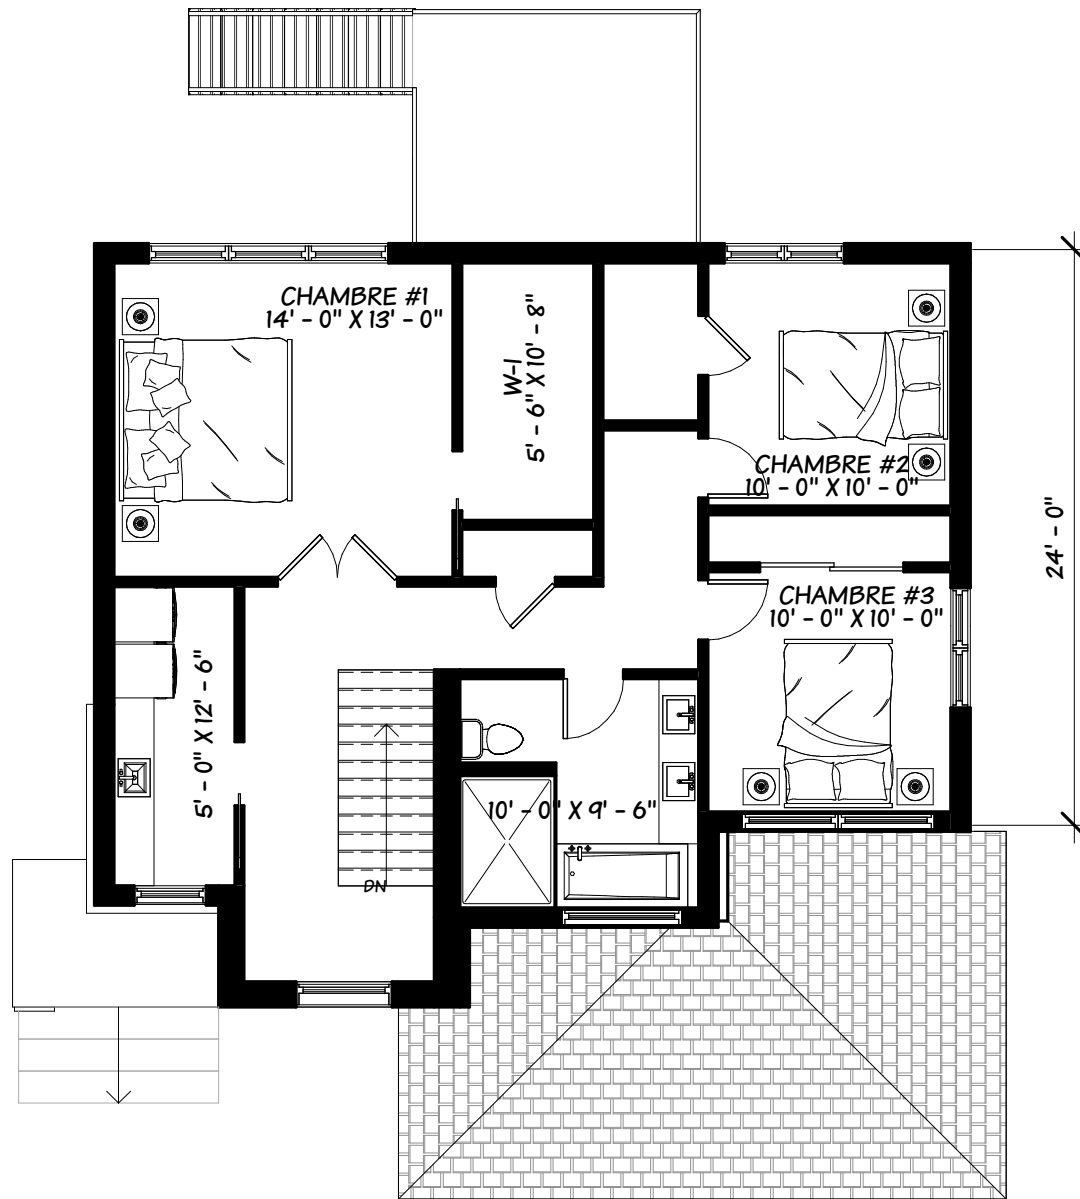 CHAMBRE #1
14' - 0" X 13' - 0"
W-I
5' - 6" X 10' - 8"
CHAMBRE #2
10' - 0" X 10' - 0"
24' - 0"
CHAMBRE #3
10' - 0" X 10' - 0"
5' - 0" X 12' - 6"
10' - 0" X 9' - 6"
DN